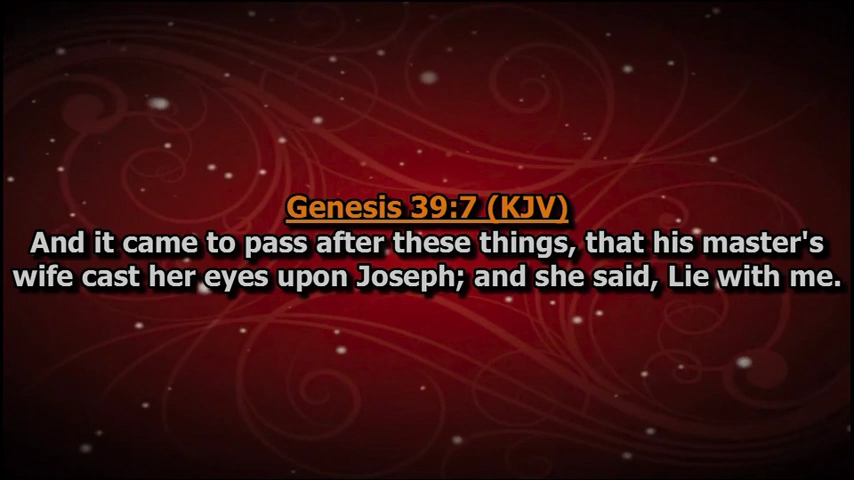 Genesis 39:7 (KJV)
And it came to pass after these things, that his master's
wife cast her eyes upon Joseph; and she said, Lie with me.